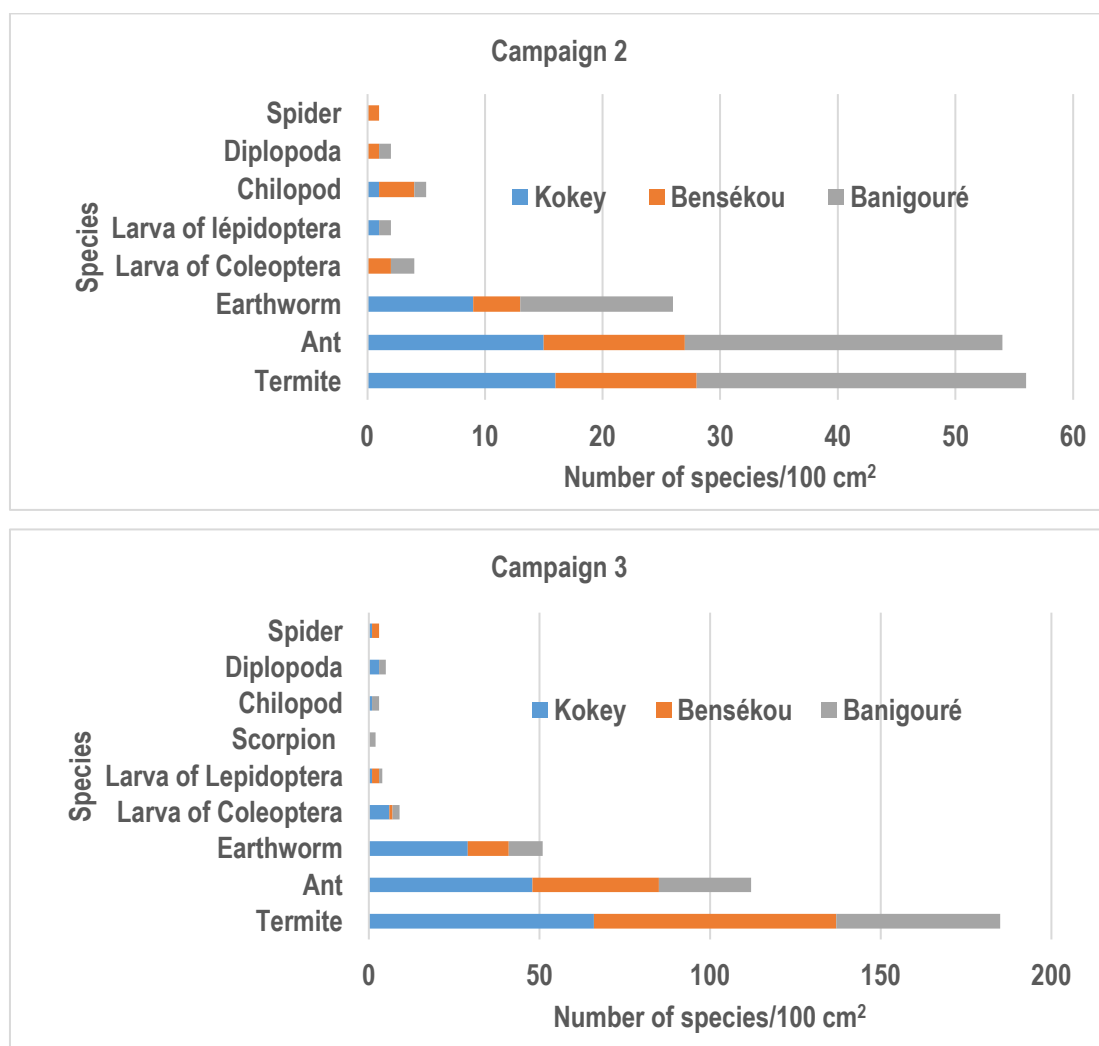 Campaign 2
Spider
Diplopoda
Chilopod
Larva of lépidoptera
Larva of Coleoptera
Earthworm
Ant
Termite
Species
Kokey Bensékou Banigouré
0 10 20 30 40 50 60
Number of species/100 cm²
Campaign 3
Spider
Diplopoda
Chilopod
Scorpion
Larva of Lepidoptera
Larva of Coleoptera
Earthworm
Ant
Termite
Species
Kokey Bensékou Banigouré
0 50 100 150 200
Number of species/100 cm²